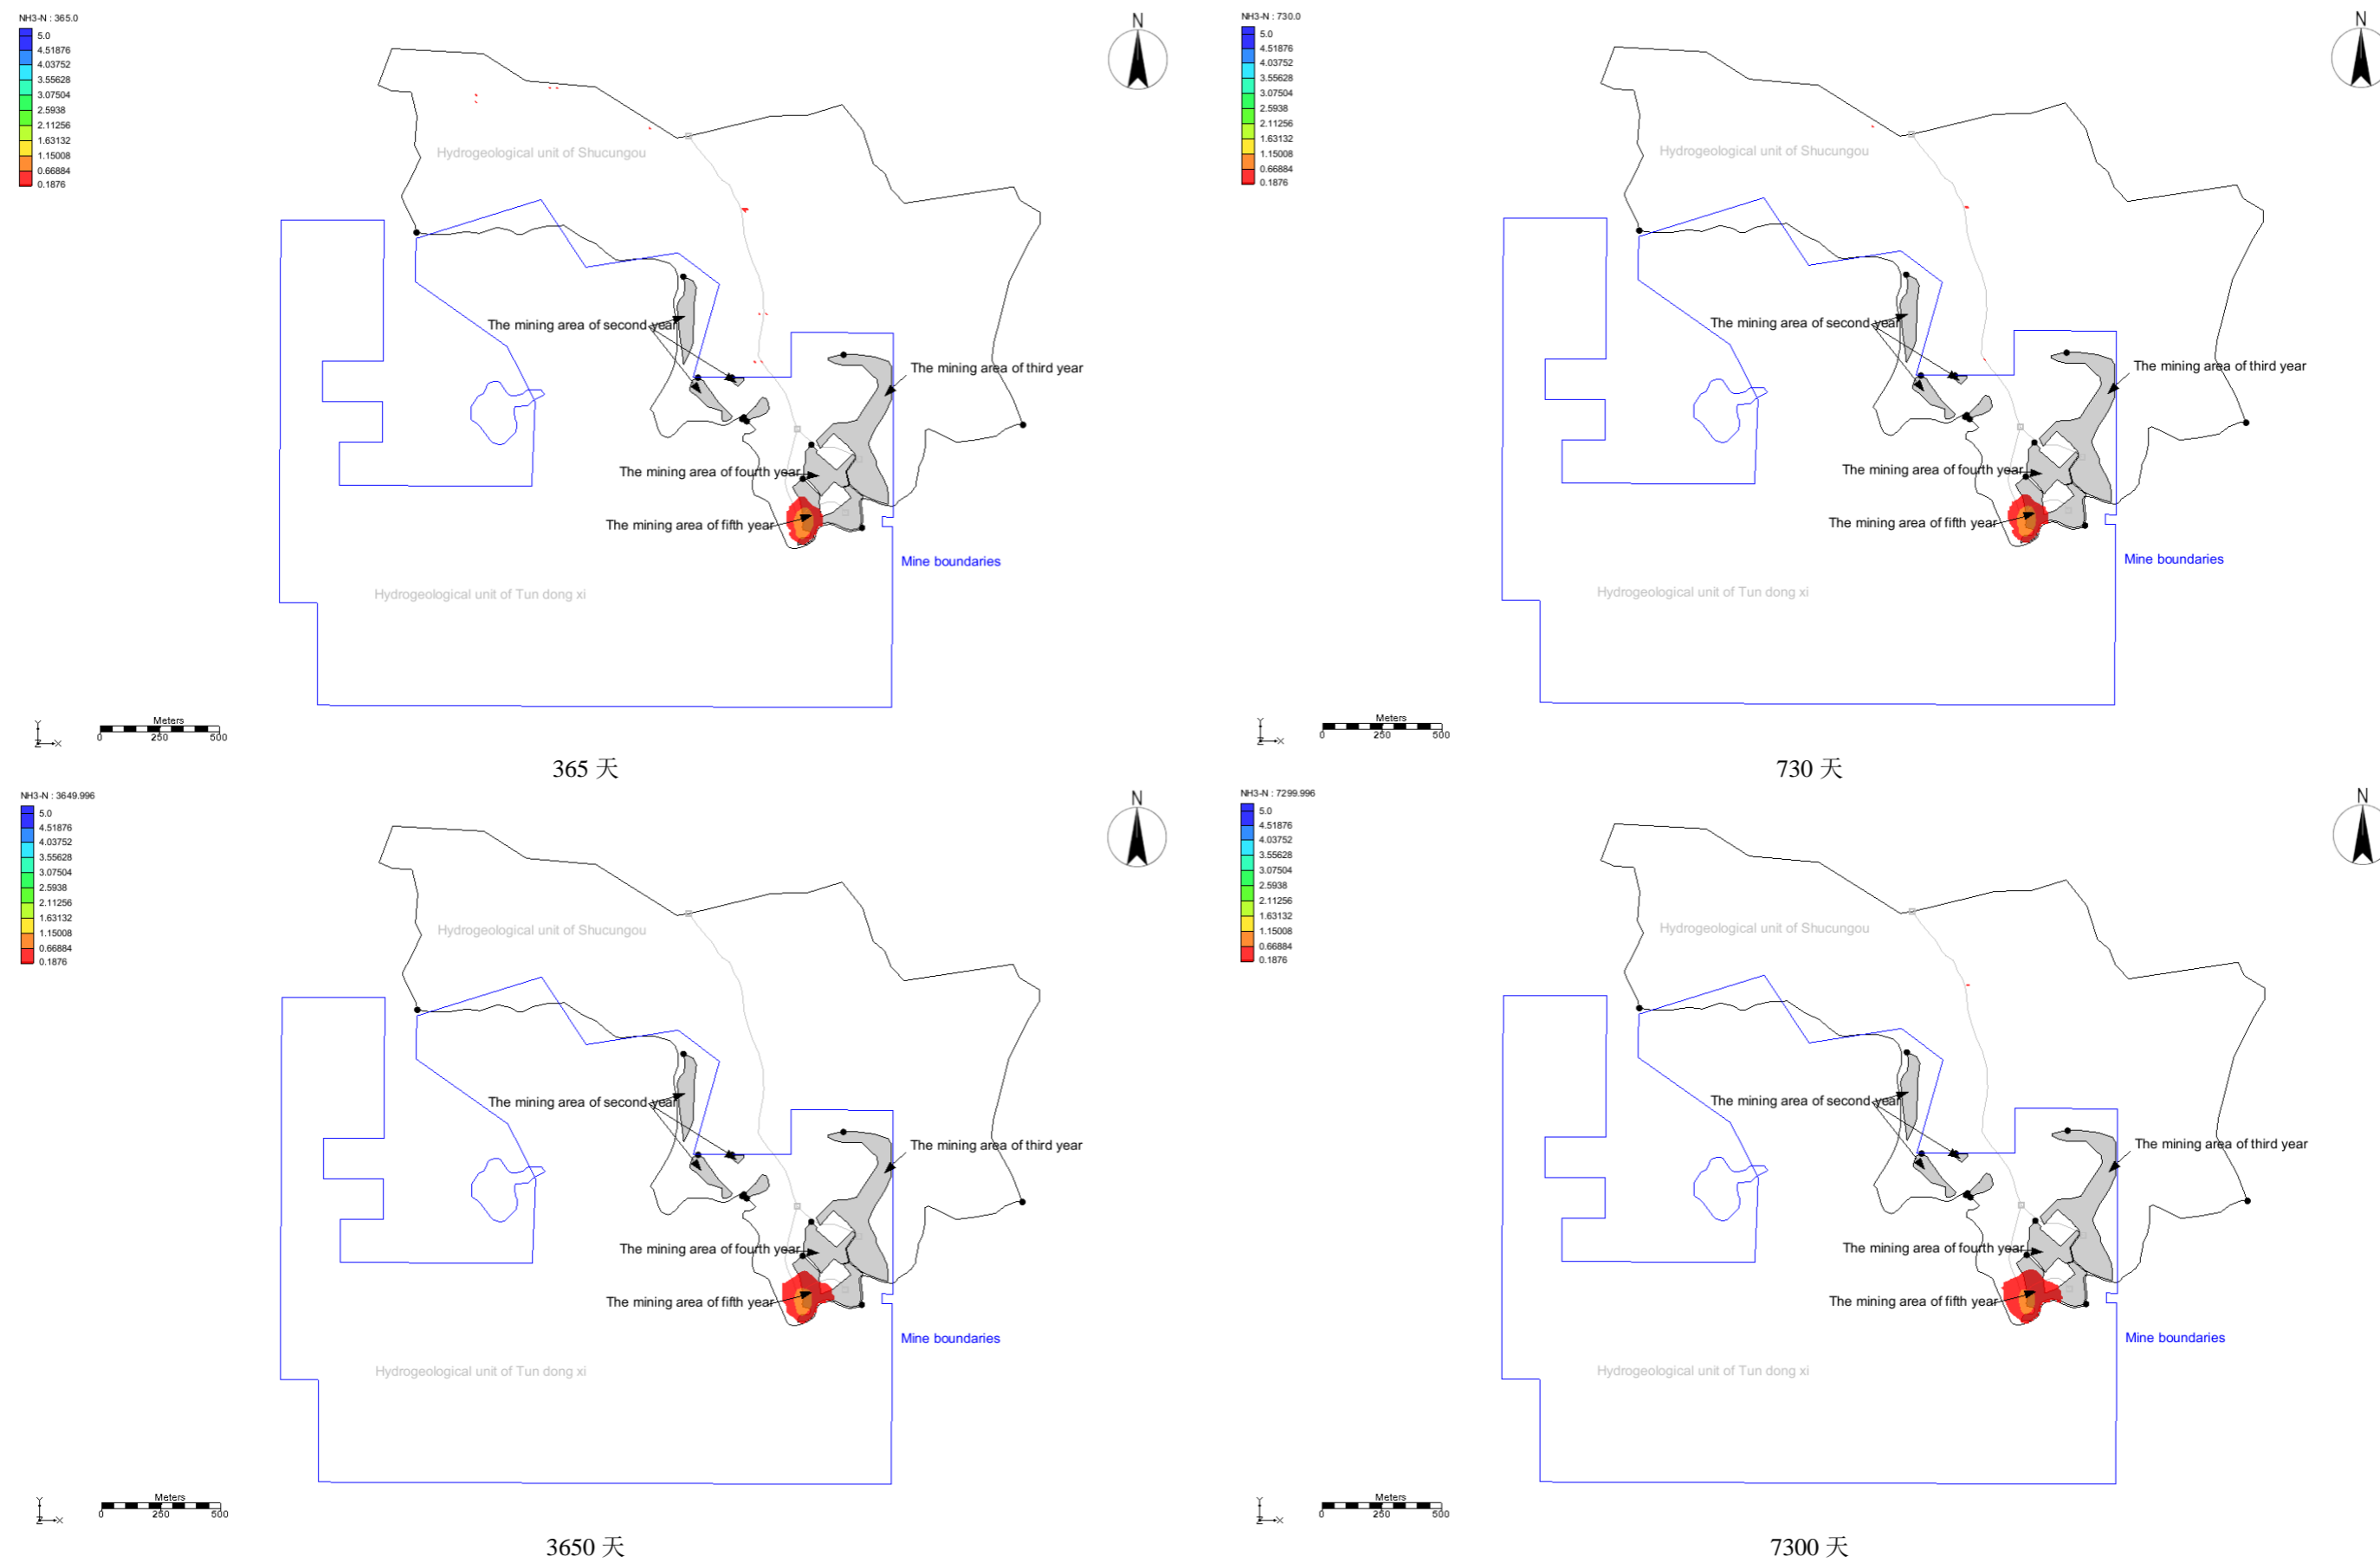 NH3-N : 365.0
5.0
4.51876
4.03752
3.55628
3.07504
2.5938
2.11256
1.63132
1.15008
0.66884
0.1876
N
Hydrogeological unit of Shucungou
The mining area of second year
The mining area of third year
The mining area of fourth year
The mining area of fifth year
Mine boundaries
Hydrogeological unit of Tun dong xi
Y
Z X
Meters
0 250 500
365 天
NH3-N : 730.0
5.0
4.51876
4.03752
3.55628
3.07504
2.5938
2.11256
1.63132
1.15008
0.66884
0.1876
N
Hydrogeological unit of Shucungou
The mining area of second year
The mining area of third year
The mining area of fourth year
The mining area of fifth year
Mine boundaries
Hydrogeological unit of Tun dong xi
Y
Z X
Meters
0 250 500
730 天
NH3-N : 3649.996
5.0
4.51876
4.03752
3.55628
3.07504
2.5938
2.11256
1.63132
1.15008
0.66884
0.1876
N
Hydrogeological unit of Shucungou
The mining area of second year
The mining area of third year
The mining area of fourth year
The mining area of fifth year
Mine boundaries
Hydrogeological unit of Tun dong xi
Y
Z X
Meters
0 250 500
3650 天
NH3-N : 7299.996
5.0
4.51876
4.03752
3.55628
3.07504
2.5938
2.11256
1.63132
1.15008
0.66884
0.1876
N
Hydrogeological unit of Shucungou
The mining area of second year
The mining area of third year
The mining area of fourth year
The mining area of fifth year
Mine boundaries
Hydrogeological unit of Tun dong xi
Y
Z X
Meters
0 250 500
7300 天